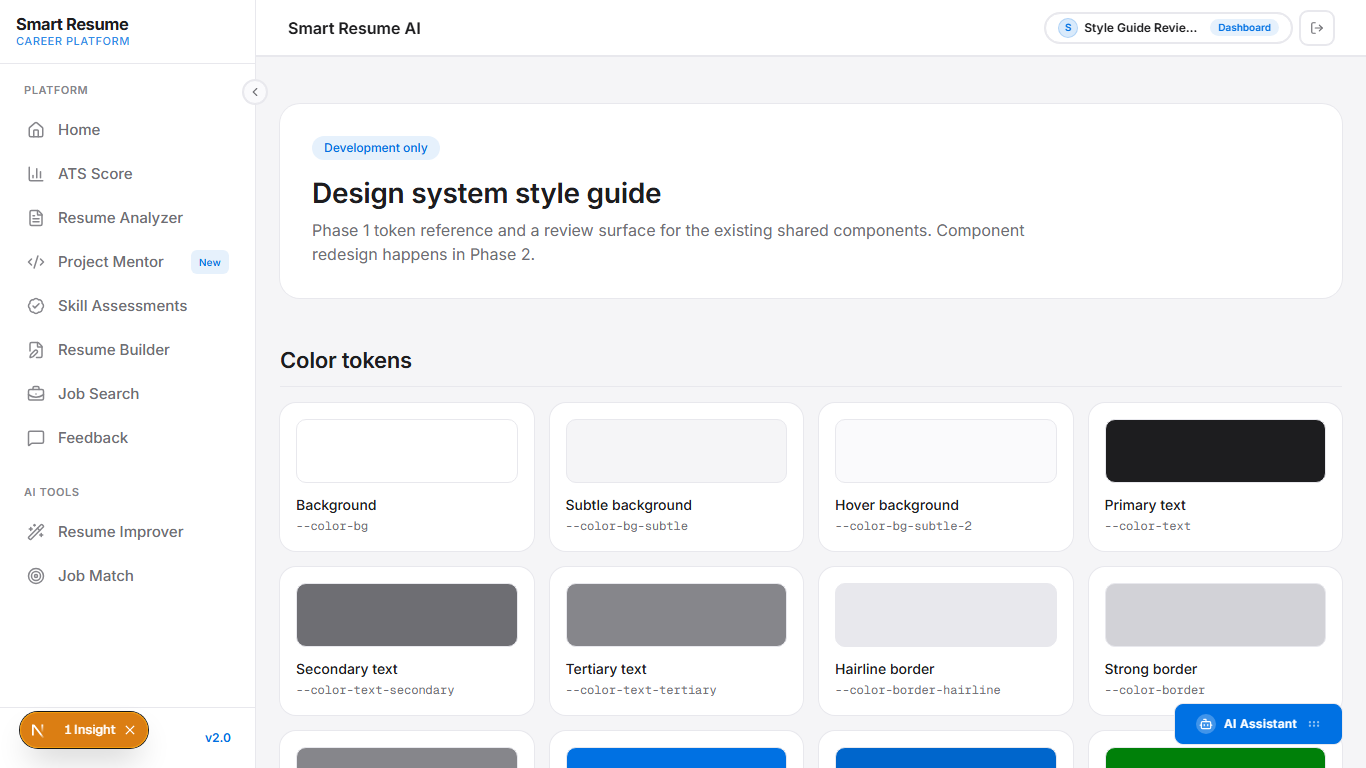 Smart Resume
CAREER PLATFORM
PLATFORM
Home
ATS Score
Resume Analyzer
Project Mentor New
Skill Assessments
Resume Builder
Job Search
Feedback
AI TOOLS
Resume Improver
Job Match
N 1 Insight
v2.0
Smart Resume AI
S Style Guide Revie... Dashboard
Development only
Design system style guide
Phase 1 token reference and a review surface for the existing shared components. Component
redesign happens in Phase 2.
Color tokens
Background
--color-bg
Subtle background
--color-bg-subtle
Hover background
--color-bg-subtle-2
Primary text
--color-text
Secondary text
--color-text-secondary
Tertiary text
--color-text-tertiary
Hairline border
--color-border-hairline
Strong border
--color-border
AI Assistant